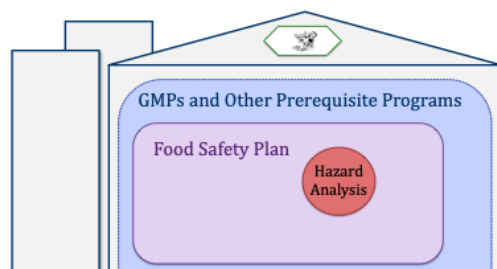 GMPs and Other Prerequisite Programs
Food Safety Plan
Hazard
Analysis